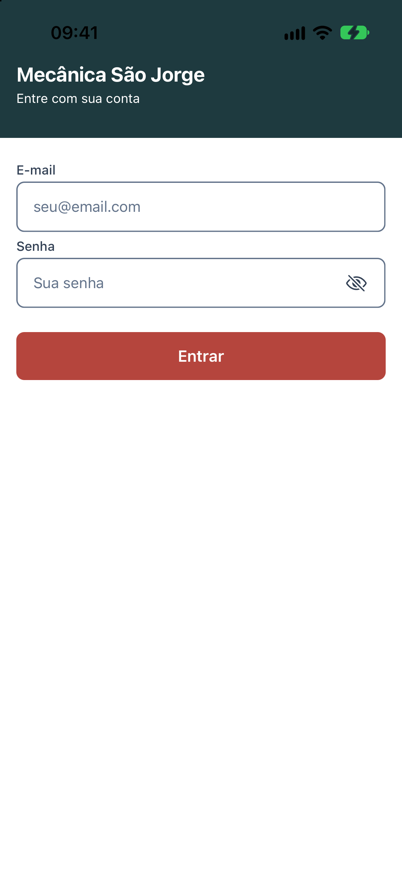 09:41
Mecânica São Jorge
Entre com sua conta
E-mail
seu@email.com
Senha
Sua senha
Entrar